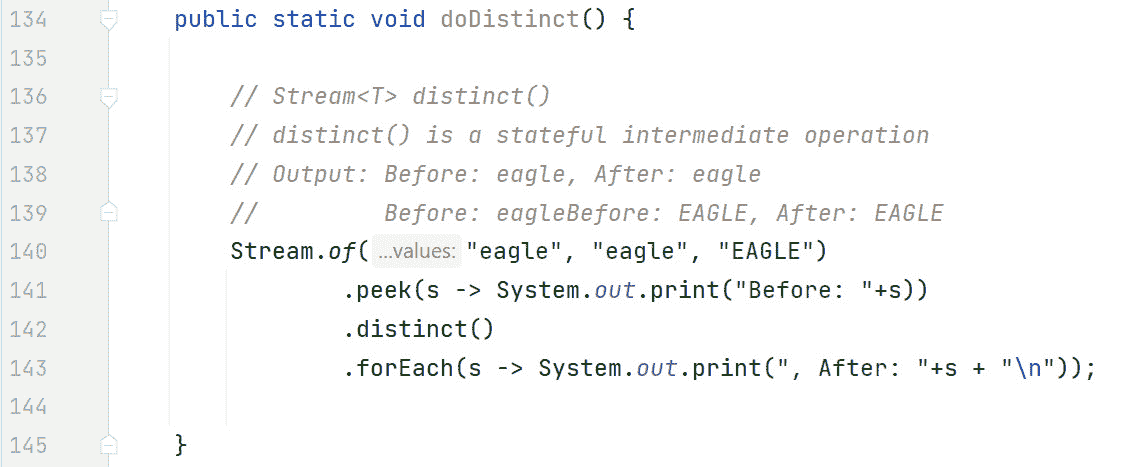 134 public static void doDistinct() {
135
136 // Stream<T> distinct()
137 // distinct() is a stateful intermediate operation
138 // Output: Before: eagle, After: eagle
139 //         Before: eagleBefore: EAGLE, After: EAGLE
140 Stream.of( ...values: "eagle", "eagle", "EAGLE")
141 .peek(s -> System.out.print("Before: "+s))
142 .distinct()
143 .forEach(s -> System.out.print(", After: "+s + "\n"));
144
145 }